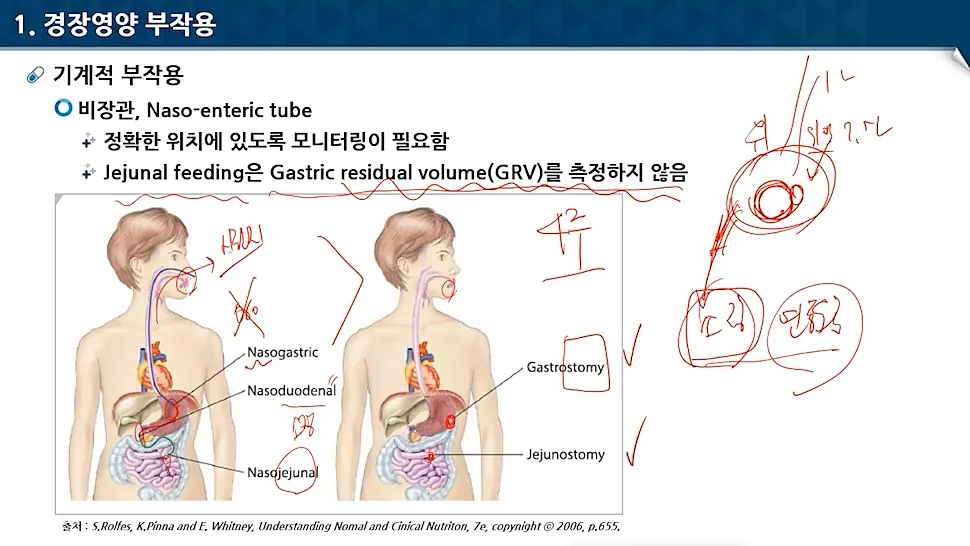 1. 경장영양 부작용
기계적 부작용
비장관, Naso-enteric tube
정확한 위치에 있도록 모니터링이 필요함
Jejunal feeding은 Gastric residual volume(GRV)를 측정하지 않음
위
1L
소장
Nasogastric
Nasoduodenal
Nasojejunal
Gastrostomy
Jejunostomy
출처 : S.Rolfes, K.Pinna and E. Whitney, Understanding Nomal and Cinical Nutriton, 7e, copyright ⓒ 2006, p.655.